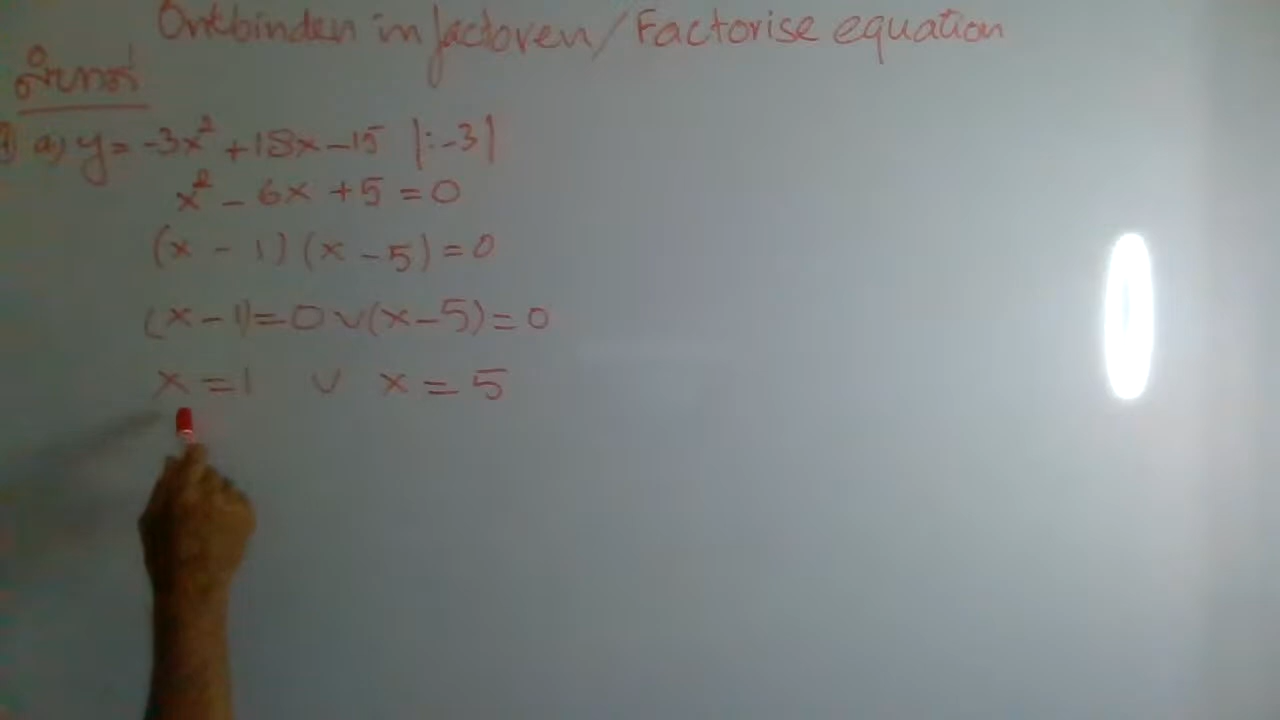 Ontbinden in factoren/Factorise equation
1) a) y = -3x² + 18x - 15 |: -3|
x² - 6x + 5 = 0
(x - 1) (x - 5) = 0
(x - 1) = 0 ∨ (x - 5) = 0
x = 1 ∨ x = 5